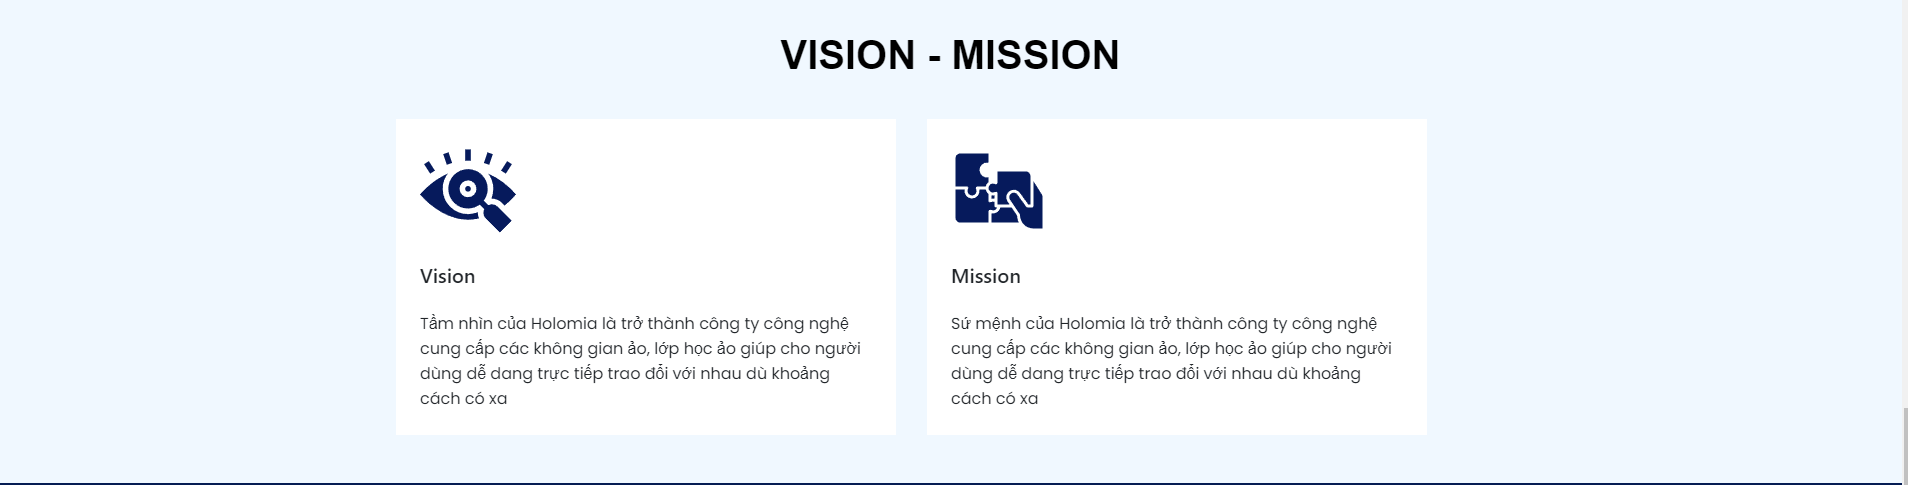 VISION - MISSION
Vision
Tầm nhìn của Holomia là trở thành công ty công nghệ
cung cấp các không gian ảo, lớp học ảo giúp cho người
dùng dễ dang trực tiếp trao đổi với nhau dù khoảng
cách có xa
Mission
Sứ mệnh của Holomia là trở thành công ty công nghệ
cung cấp các không gian ảo, lớp học ảo giúp cho người
dùng dễ dang trực tiếp trao đổi với nhau dù khoảng
cách có xa